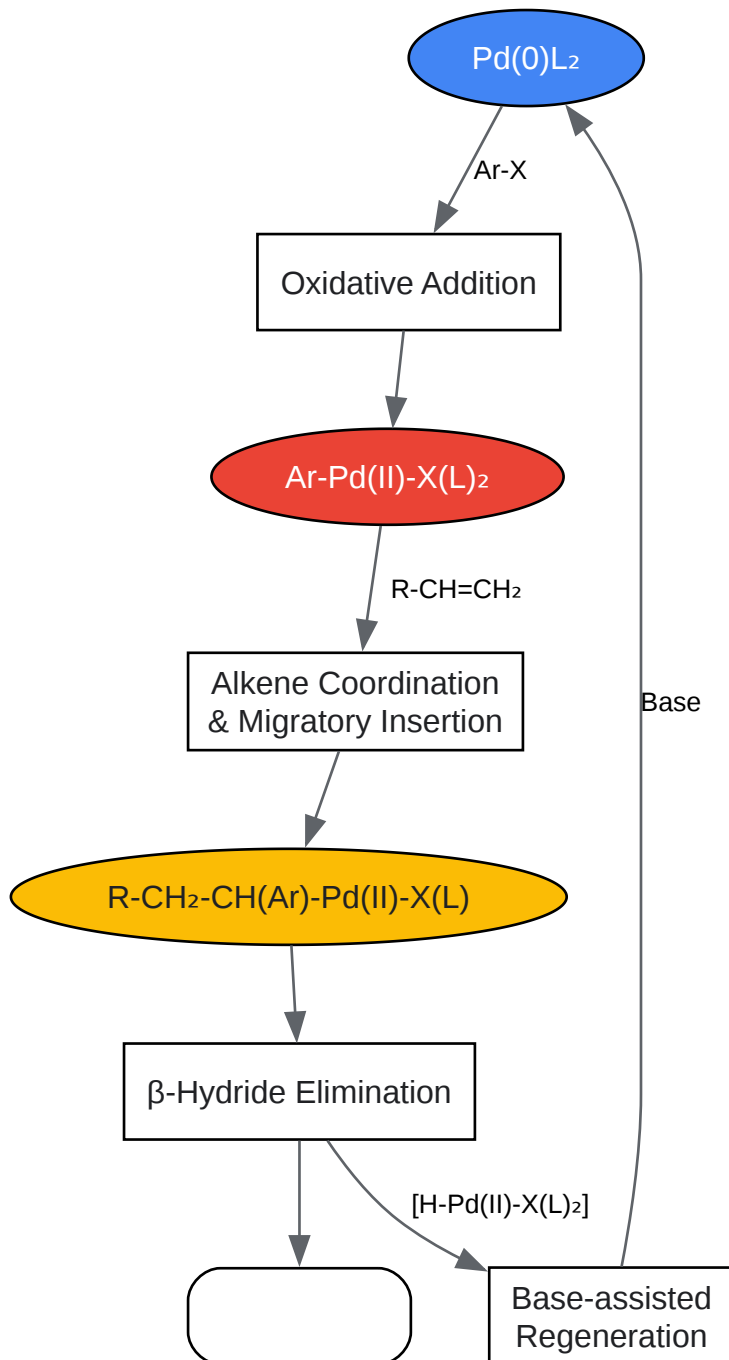 Pd(0)L₂
Ar-X
Oxidative Addition
Ar-Pd(II)-X(L)₂
R-CH=CH₂
Alkene Coordination
& Migratory Insertion
Base
R-CH₂-CH(Ar)-Pd(II)-X(L)
β-Hydride Elimination
[H-Pd(II)-X(L)₂]
Base-assisted
Regeneration